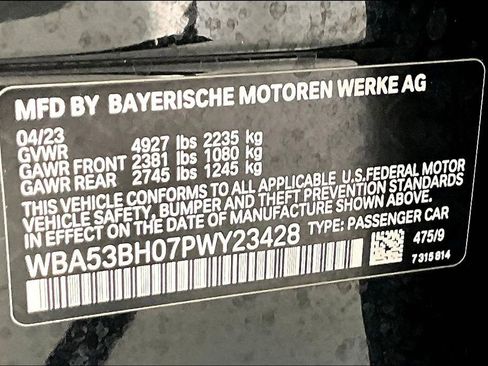 MFD BY BAYERISCHE MOTOREN WERKE AG
04/23
GVWR 4927 lbs 2235 kg
GAWR FRONT 2381 lbs 1080 kg
GAWR REAR 2745 lbs 1245 kg
THIS VEHICLE CONFORMS TO ALL APPLICABLE U.S.FEDERAL MOTOR
VEHICLE SAFETY, BUMPER AND THEFT PREVENTION STANDARDS
IN EFFECT ON THE DATE OF MANUFACTURE SHOWN ABOVE.
WBA53BH07PWY23428 TYPE: PASSENGER CAR
475/9
7 315 814